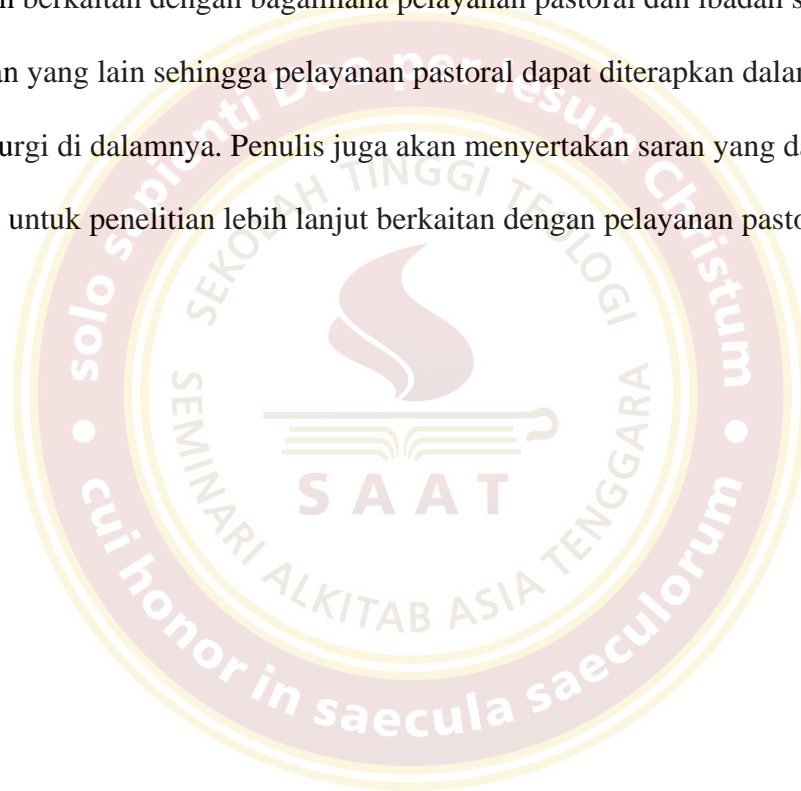 berkaitan dengan bagaimana pelayanan pastoral dan ibadah
yang lain sehingga pelayanan pastoral dapat diterapkan dalam
urgi di dalamnya. Penulis juga akan menyertakan saran yang
untuk penelitian lebih lanjut berkaitan dengan pelayanan
solo sapienti Deo per Iesum Christum
cui honor in saecula saeculorum
SEKOLAH TINGGI TEOLOGI
SEMINARI ALKITAB ASIA TENGGARA
SAAT